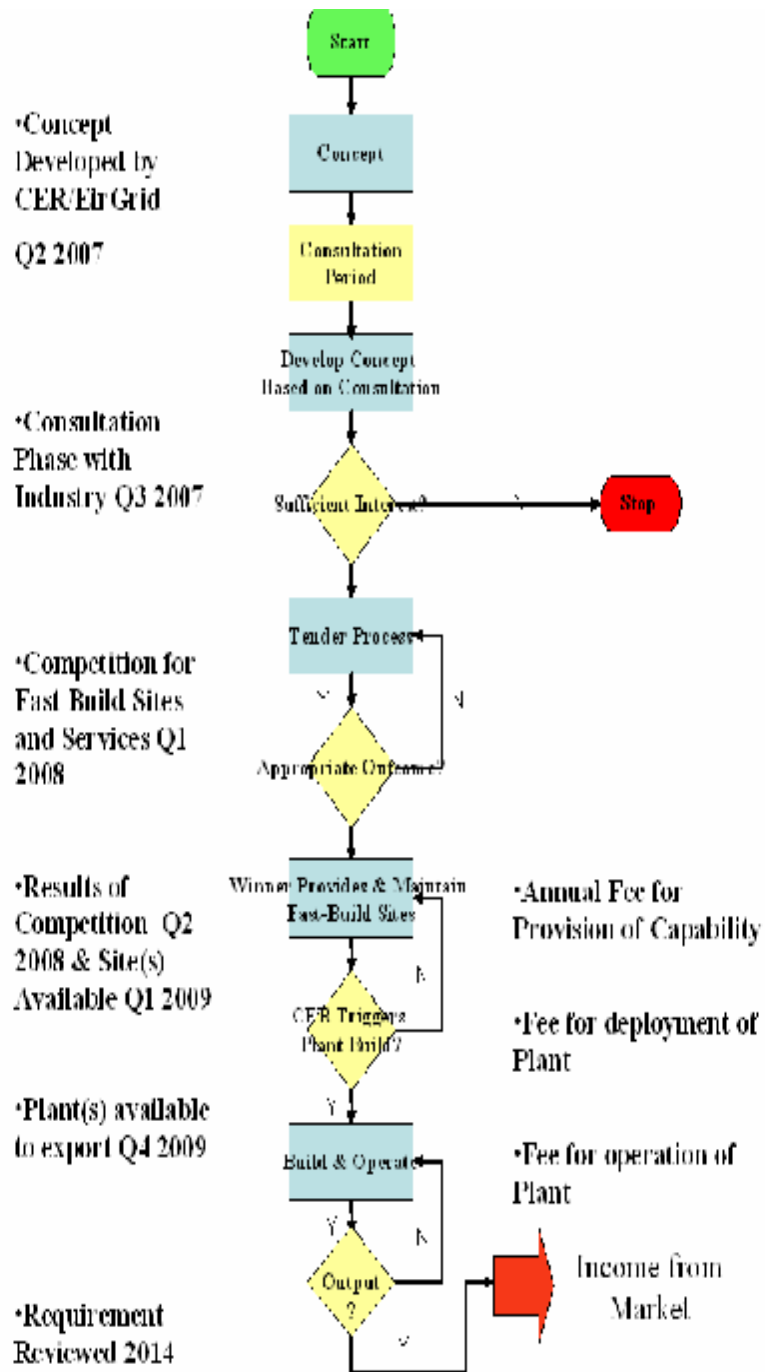 Start
•Concept
Developed by
CER/EirGrid
Q2 2007
Concept
Consultation
Period
Develop Concept
Based on Consultation
•Consultation
Phase with
Industry Q3 2007
Sufficient Interest?
Stop
Tender Process
•Competition for
Fast Build Sites
and Services Q1
2008
N
Appropriate Outcome?
•Results of
Competition Q2
2008 & Site(s)
Available Q1 2009
Winner Provides & Maintain
Fast-Build Sites
•Annual Fee for
Provision of Capability
N
CER Triggers
Plant Build?
•Fee for deployment of
Plant
Y
•Plant(s) available
to export Q4 2009
Build & Operate
•Fee for operation of
Plant
Y
N
Output
?
Income from
Market
•Requirement
Reviewed 2014